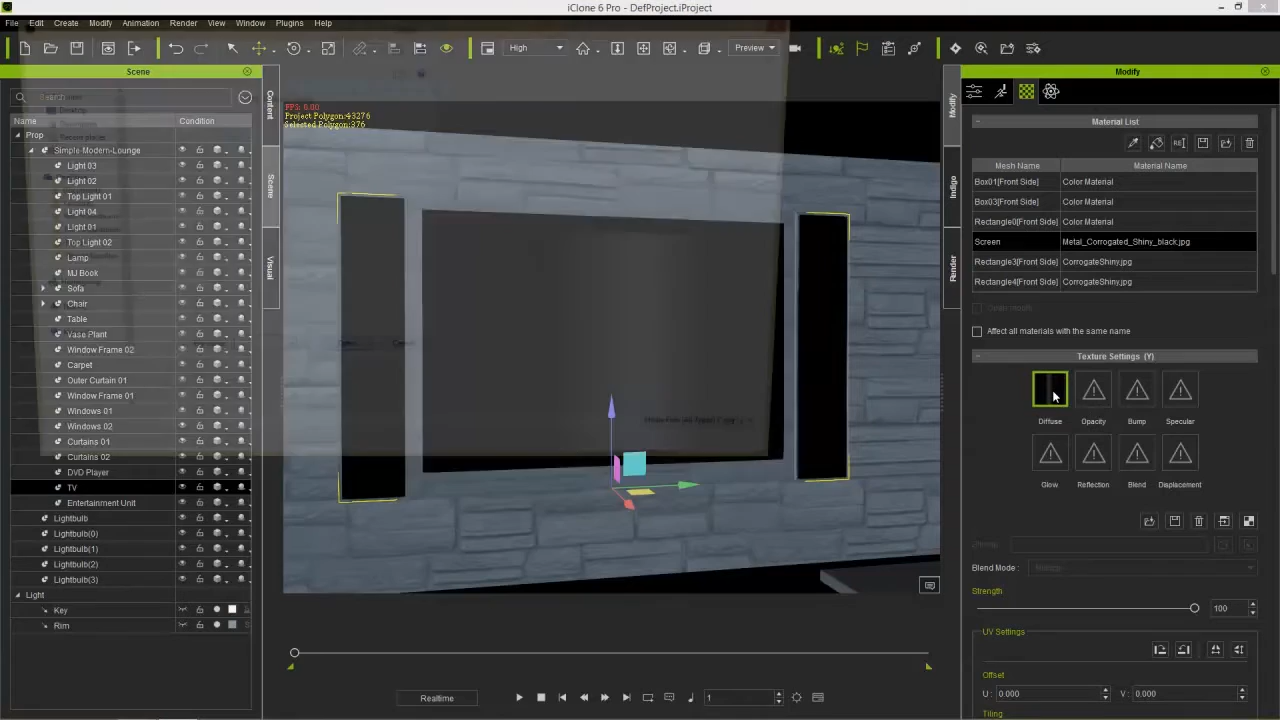 iClone 6 Pro - DefProject.iProject
File Edit Create Modify Animation Render View Window Plugins Help
High Preview
Scene
Search
Name Condition
Prop
Simple-Modern-Lounge
Light 03
Light 02
Top Light 01
Light 04
Light 01
Top Light 02
Lamp
MJ Book
Sofa
Chair
Table
Vase Plant
Window Frame 02
Carpet
Outer Curtain 01
Window Frame 01
Windows 01
Windows 02
Curtains 01
Curtains 02
DVD Player
TV
Entertainment Unit
Lightbulb
Lightbulb(0)
Lightbulb(1)
Lightbulb(2)
Lightbulb(3)
Light
Key
Rim
Content
Scene
Visual
FPS: 0.00
Project Polygon:43276
Selected Polygon:376
Realtime
1
Modify
Indigo
Render
Modify
Material List
Mesh Name Material Name
Box01[Front Side] Color Material
Box03[Front Side] Color Material
Rectangle0[Front Side] Color Material
Screen Metal_Corrogated_Shiny_black.jpg
Rectangle3[Front Side] CorrogateShiny.jpg
Rectangle4[Front Side] CorrogateShiny.jpg
Affect all materials with the same name
Texture Settings (Y)
Diffuse Opacity Bump Specular
Glow Reflection Blend Displacement
Blend Mode :
Strength
100
UV Settings
Offset
U : 0.000 V : 0.000
Tiling